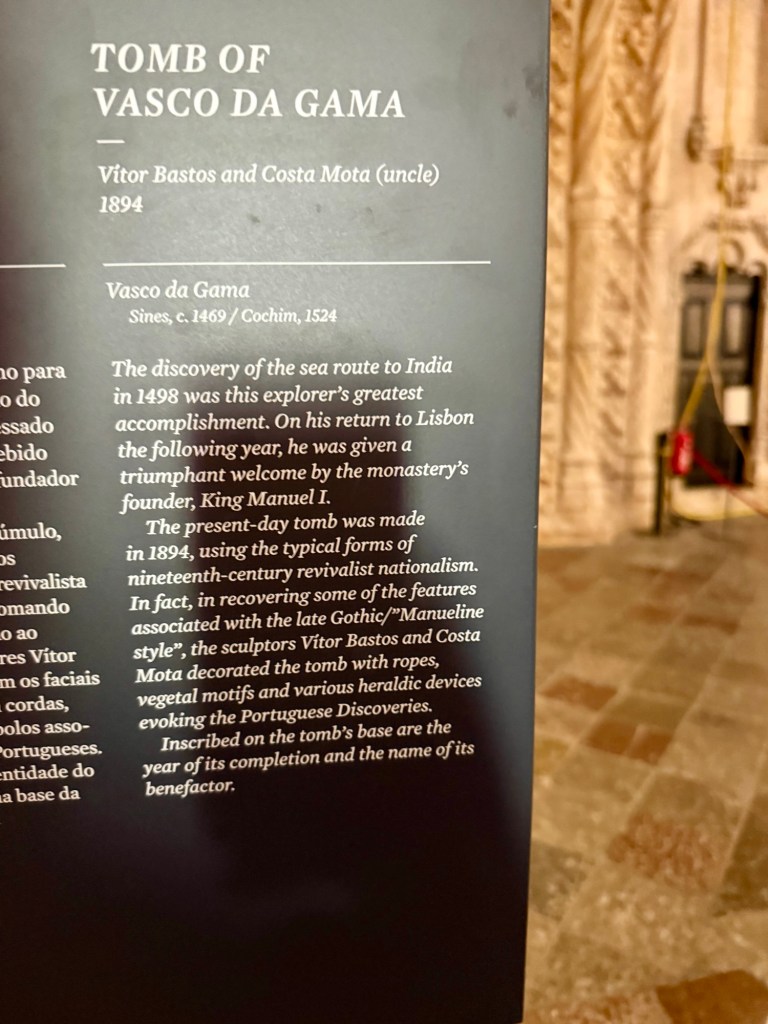 TOMB OF
VASCO DA GAMA
—
Vítor Bastos and Costa Mota (uncle)
1894
Vasco da Gama
Sines, c. 1469 / Cochim, 1524
The discovery of the sea route to India
in 1498 was this explorer's greatest
accomplishment. On his return to Lisbon
the following year, he was given a
triumphant welcome by the monastery's
founder, King Manuel I.
The present-day tomb was made
in 1894, using the typical forms of
nineteenth-century revivalist nationalism.
In fact, in recovering some of the features
associated with the late Gothic/"Manueline
style", the sculptors Vítor Bastos and Costa
Mota decorated the tomb with ropes,
vegetal motifs and various heraldic devices
evoking the Portuguese Discoveries.
Inscribed on the tomb's base are the
year of its completion and the name of its
benefactor.
no para
o do
essado
ebido
fundador
úmulo,
os
revivalista
omando
o ao
res Vítor
m os faciais
cordas,
bolos asso-
Portugueses.
entidade do
na base da